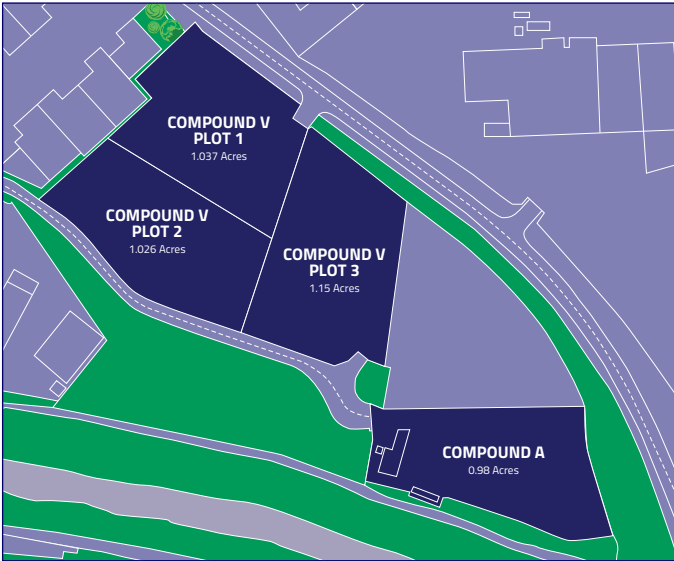 COMPOUND V
PLOT 1
1.037 Acres
COMPOUND V
PLOT 2
1.026 Acres
COMPOUND V
PLOT 3
1.15 Acres
COMPOUND A
0.98 Acres